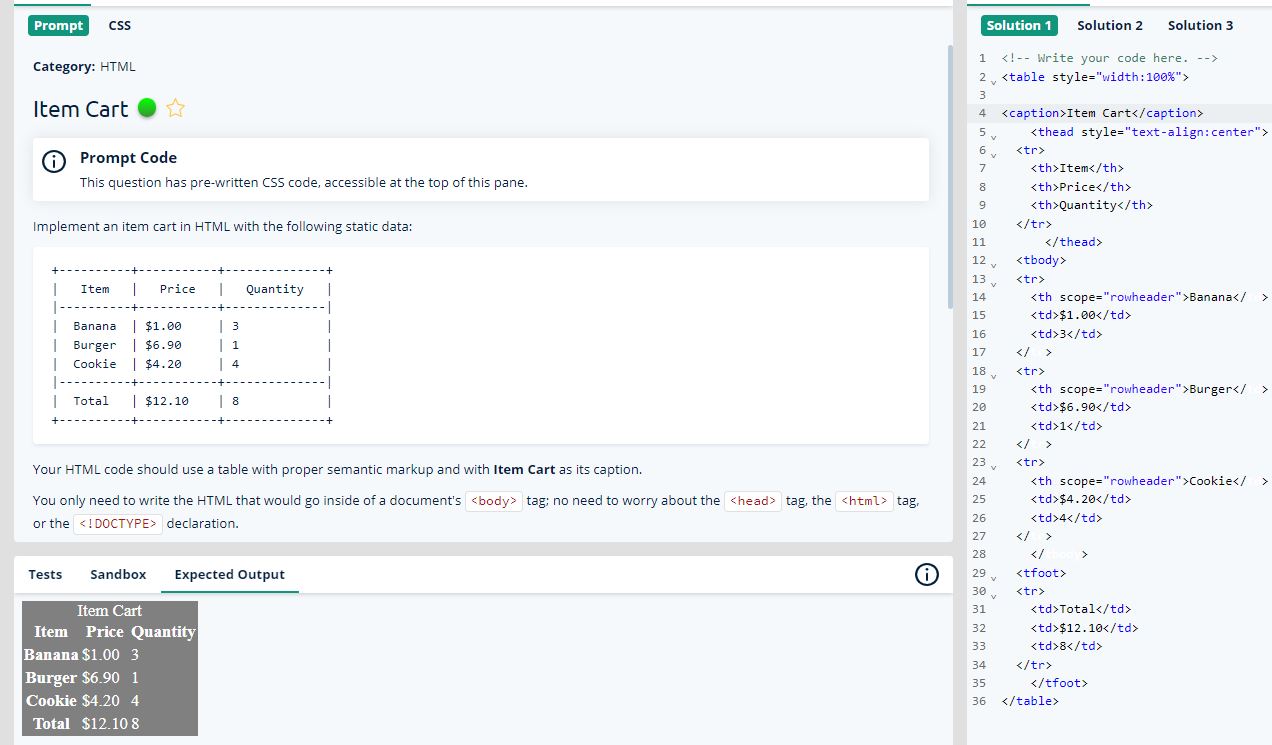 Prompt CSS
Category: HTML
Item Cart
Prompt Code
This question has pre-written CSS code, accessible at the top of this pane.
Implement an item cart in HTML with the following static data:
+----------+-----------+--------------+
| Item | Price | Quantity |
|----------+-----------+--------------|
| Banana | $1.00 | 3 |
| Burger | $6.90 | 1 |
| Cookie | $4.20 | 4 |
|----------+-----------+--------------|
| Total | $12.10 | 8 |
+----------+-----------+--------------+
Your HTML code should use a table with proper semantic markup and with Item Cart as its caption.
You only need to write the HTML that would go inside of a document's <body> tag; no need to worry about the <head> tag, the <html> tag,
or the <!DOCTYPE> declaration.
Tests Sandbox Expected Output
Item Cart
Item Price Quantity
Banana $1.00 3
Burger $6.90 1
Cookie $4.20 4
Total $12.10 8
Solution 1 Solution 2 Solution 3
1 <!-- Write your code here. -->
2 <table style="width:100%">
3
4 <caption>Item Cart</caption>
5 <thead style="text-align:center">
6 <tr>
7 <th>Item</th>
8 <th>Price</th>
9 <th>Quantity</th>
10 </tr>
11 </thead>
12 <tbody>
13 <tr>
14 <th scope="rowheader">Banana</ >
15 <td>$1.00</td>
16 <td>3</td>
17 </ >
18 <tr>
19 <th scope="rowheader">Burger</ >
20 <td>$6.90</td>
21 <td>1</td>
22 </ >
23 <tr>
24 <th scope="rowheader">Cookie</ >
25 <td>$4.20</td>
26 <td>4</td>
27 </ >
28 </tbody>
29 <tfoot>
30 <tr>
31 <td>Total</td>
32 <td>$12.10</td>
33 <td>8</td>
34 </tr>
35 </tfoot>
36 </table>